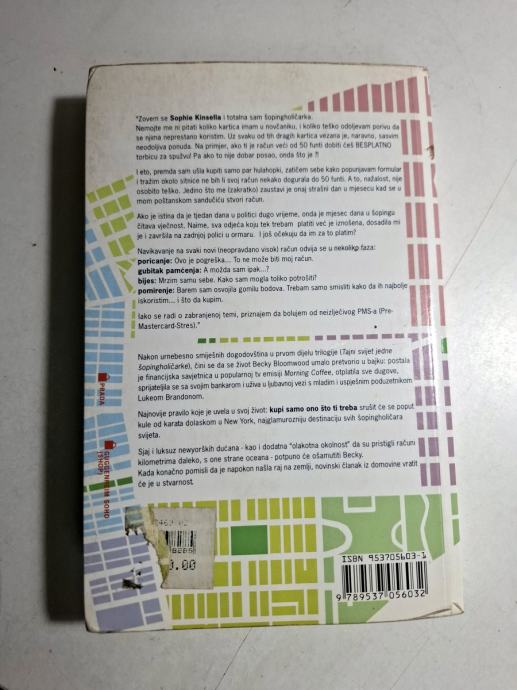 "Zovem se Sophie Kinsella i totalna sam šopingholičarka.
Nemojte me ni pitati koliko kartica imam u novčaniku, i koliko teško odoljevam porivu da
se njima neprestano koristim. Uz svaku od tih dragih kartica vezana je, naravno, sasvim
neodoljiva ponuda. Na primjer, ako ti je račun veći od 50 funti dobiti ćeš BESPLATNO
torbicu za spužvu! Pa ako to nije dobar posao, onda što je ?!
I eto, premda sam ušla kupiti samo par hulahopki, zatičem sebe kako popunjavam formular
i tražim okolo sitnice ne bih li svoj račun nekako dogurala do 50 funti. A to, nažalost, nije
osobito teško. Jedino što me (zakratko) zaustavi je onaj strašni dan u mjesecu kad se u
mom poštanskom sandučiću stvori račun.
Ako je istina da je tjedan dana u politici dugo vrijeme, onda je mjesec dana u šopingu
čitava vječnost. Naime, sva odjeća koju tek trebam platiti već je iznošena, dosadila mi
je i završila na zadnjoj polici u ormaru. I još očekuju da im za to platim?
Navikavanje na svaki novi (neopravdano visok) račun odvija se u nekoliko faza:
poricanje: Ovo je pogreška... To ne može biti moj račun.
gubitak pamćenja: A možda sam ipak...?
bijes: Mrzim samu sebe. Kako sam mogla toliko potrošiti?
pomirenje: Barem sam osvojila gomilu bodova. Trebam samo smisliti kako da ih najbolje
iskoristim... i što da kupim.
Iako se radi o zabranjenoj temi, priznajem da bolujem od neizlječivog PMS-a (Pre-
Mastercard-Stres)."
Nakon urnebesno smiješnih dogodovština u prvom dijelu trilogije (Tajni svijet jedne
šopingholičarke), čini se da se život Becky Bloomwood umalo pretvorio u bajku: postala
je financijska savjetnica u popularnoj tv emisiji Morning Coffee, otplatila sve dugove,
sprijateljila se sa svojim bankarom i uživa u ljubavnoj vezi s mladim i uspješnim poduzetnikom
Lukeom Brandonom.
Najnovije pravilo koje je uvela u svoj život: kupi samo ono što ti treba srušit će se poput
kule od karata dolaskom u New York, najglamurozniju destinaciju svih šopingholičara
svijeta.
Sjaj i luksuz newyorških dućana - kao i dodatna "olakotna okolnost" da su pristigli računi
kilometrima daleko, s one strane oceana - potpuno će ošamutiti Becky.
Kada konačno pomisli da je napokon našla raj na zemlji, novinski članak iz domovine vratit
će je u stvarnost.
PRADA
GUGGENHEIM SOHO
(SHOP)
ISBN 953705603-1
9 789537 056032